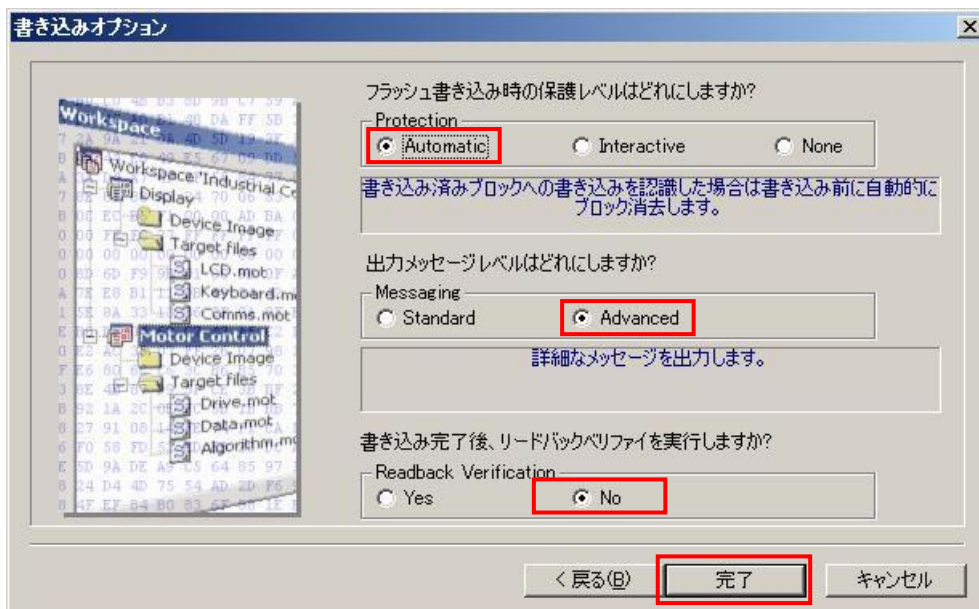 書き込みオプション
フラッシュ書き込み時の保護レベルはどれにしますか?
Protection
Automatic
Interactive
None
書き込み済みブロックへの書き込みを認識した場合は書き込み前に自動的に
ブロック消去します。
出力メッセージレベルはどれにしますか?
Messaging
Standard
Advanced
詳細なメッセージを出力します。
書き込み完了後、リードバックベリファイを実行しますか?
Readback Verification
Yes
No
Workspace
Workspace "Industrial Co
Display
Device Image
Target files
LCD.mot
Keyboard.m
Comms.mot
Motor Control
Device Image
Target files
Drive.mot
Data.mot
Algorithm.mo
< 戻る(B)
完了
キャンセル